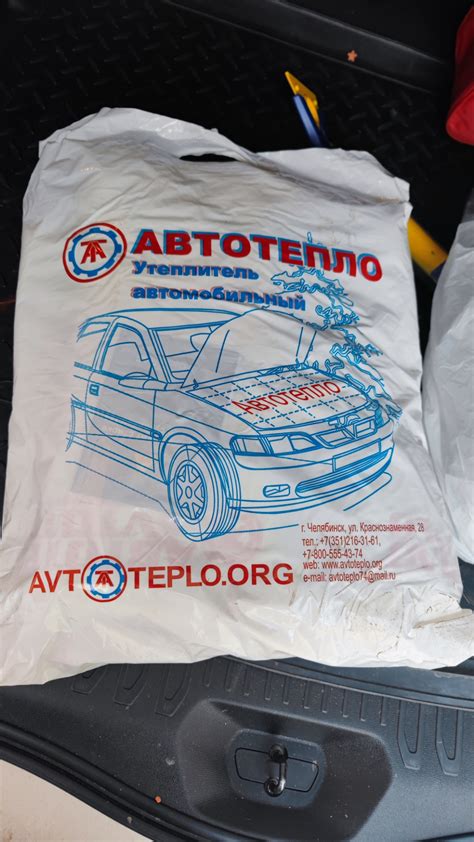 АВТОТЕПЛО
Утеплитель
автомобильный
Автотепло
г. Челябинск, ул. Краснознаменная, 28
тел.: +7(351)216-31-61,
+7-800-555-43-74
web: www.avtoteplo.org
e-mail: avtoteplo74@mail.ru
AVTOTEPLO.ORG